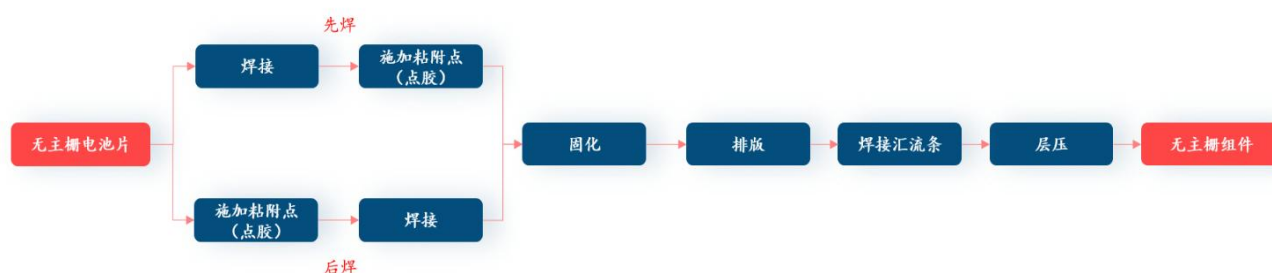 先焊
焊接
施加粘附点
（点胶）
无主栅电池片
固化
排版
焊接汇流条
层压
无主栅组件
施加粘附点
（点胶）
焊接
后焊